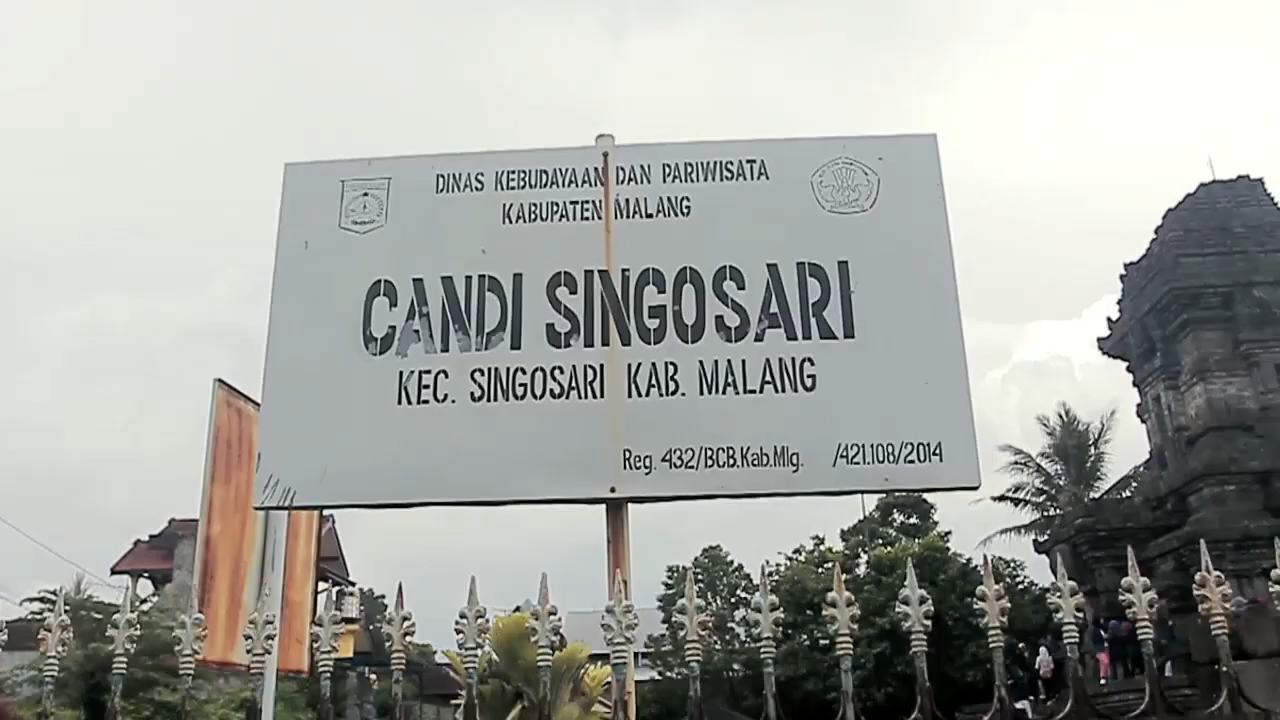 DINAS KEBUDAYAAN DAN PARIWISATA
KABUPATEN MALANG
CANDI SINGOSARI
KEC. SINGOSARI KAB. MALANG
Reg. 432/BCB.Kab.Mlg. /421.108/2014